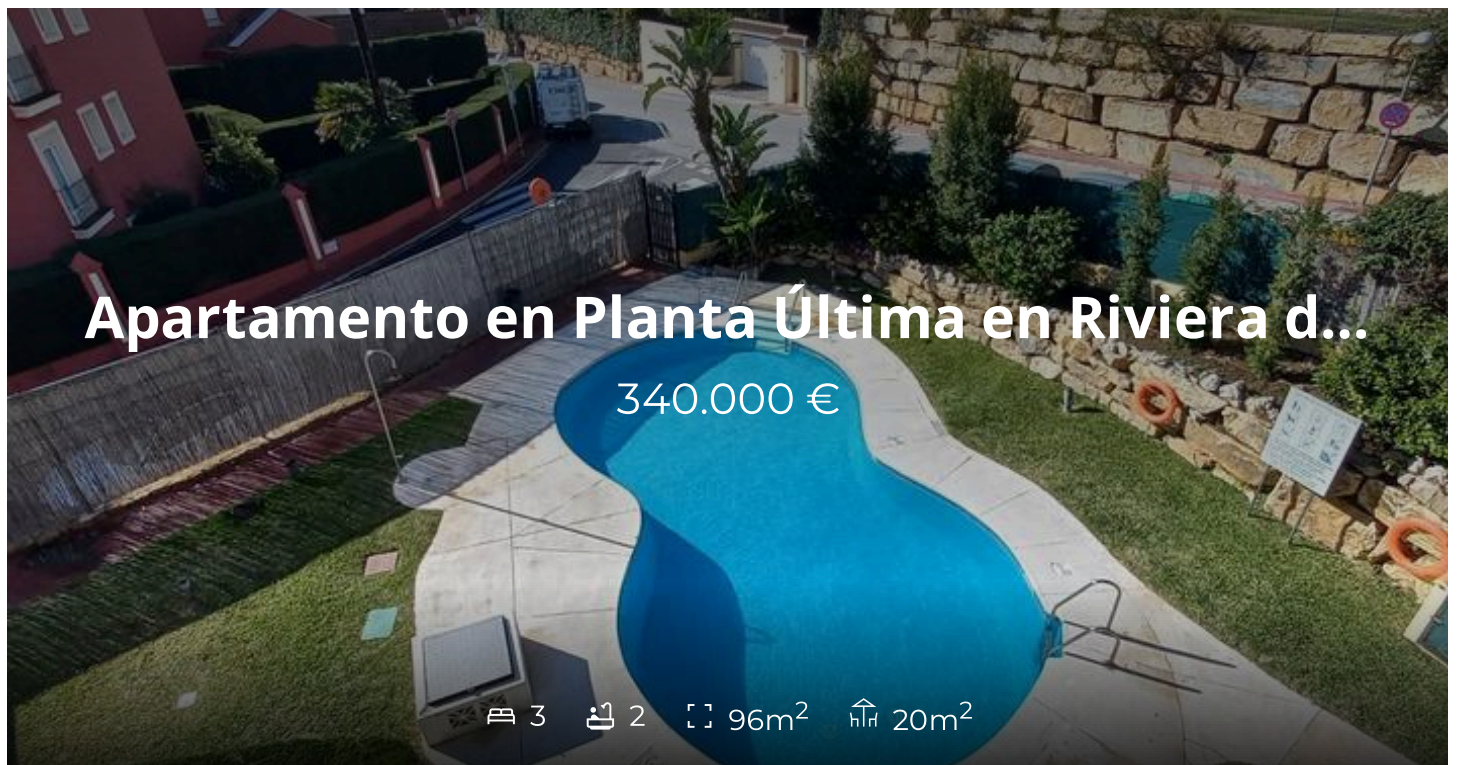 Apartamento en Planta Última en Riviera d...
340.000 €
3 2 96m² 20m²